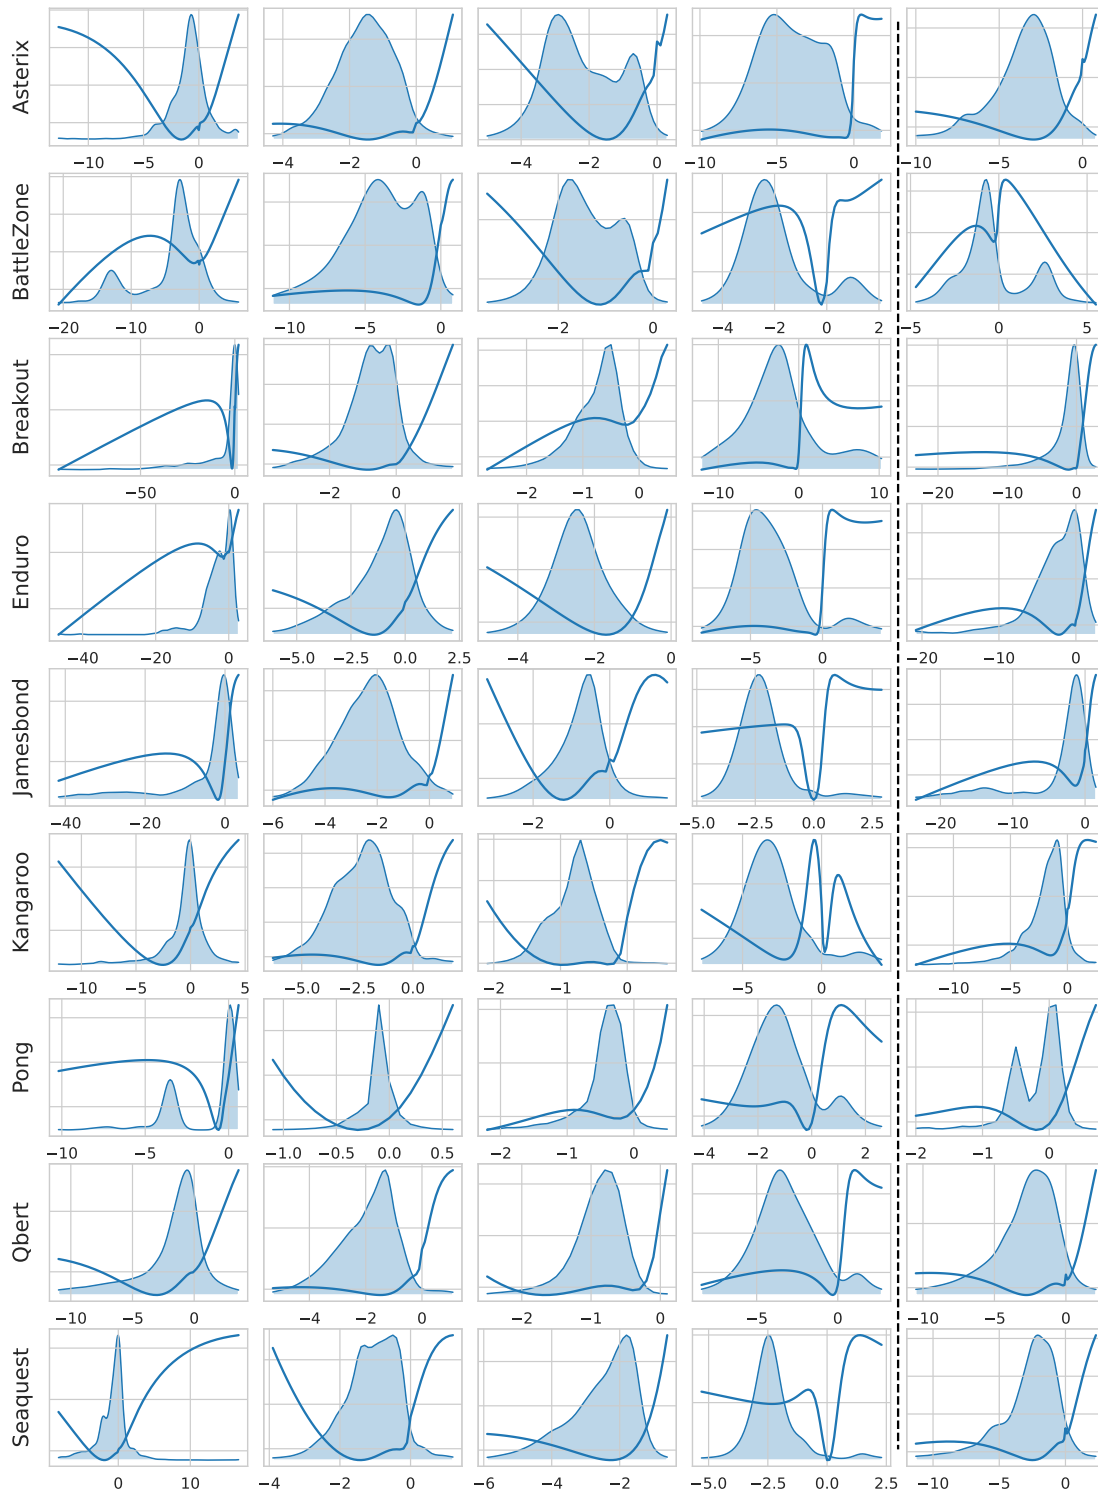 Asterix
−10 −5 0
−4 −2 0
−4 −2 0
−10 −5 0
−10 −5 0
BattleZone
−20 −10 0
−10 −5 0
−2 0
−4 −2 0 2
−5 0 5
Breakout
−50 0
−2 0
−2 −1 0
−10 0 10
−20 −10 0
Enduro
−40 −20 0
−5.0 −2.5 0.0 2.5
−4 −2 0
−5 0
−20 −10 0
Jamesbond
−40 −20 0
−6 −4 −2 0
−2 0
−5.0 −2.5 0.0 2.5
−20 −10 0
Kangaroo
−10 −5 0 5
−5.0 −2.5 0.0
−2 −1 0
−5 0
−10 −5 0
Pong
−10 −5 0
−1.0 −0.5 0.0 0.5
−2 −1 0
−4 −2 0 2
−2 −1 0 1
Qbert
−10 0
−4 −2 0
−2 −1 0
−5 0
−10 −5 0
Seaquest
0 10
−4 −2 0
−6 −4 −2
−5.0 −2.5 0.0 2.5
−10 −5 0